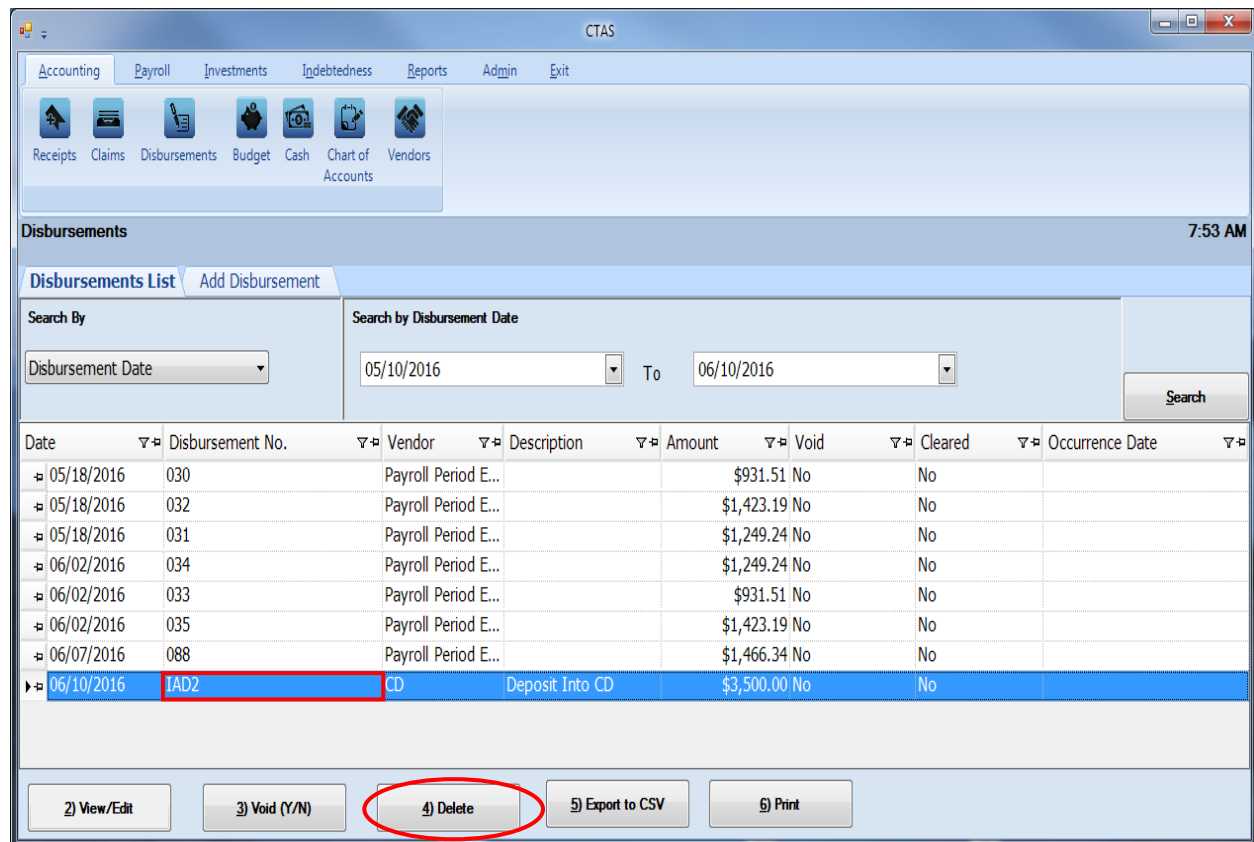 CTAS
X
Accounting Payroll Investments Indebtedness Reports Admin Exit
Receipts Claims Disbursements Budget Cash Chart of Accounts Vendors
Disbursements 7:53 AM
Disbursements List Add Disbursement
Search By Search by Disbursement Date
Disbursement Date 05/10/2016 To 06/10/2016
Search
Date Disbursement No. Vendor Description Amount Void Cleared Occurrence Date
05/18/2016 030 Payroll Period E... $931.51 No No
05/18/2016 032 Payroll Period E... $1,423.19 No No
05/18/2016 031 Payroll Period E... $1,249.24 No No
06/02/2016 034 Payroll Period E... $1,249.24 No No
06/02/2016 033 Payroll Period E... $931.51 No No
06/02/2016 035 Payroll Period E... $1,423.19 No No
06/07/2016 088 Payroll Period E... $1,466.34 No No
06/10/2016 IAD2 CD Deposit Into CD $3,500.00 No No
2) View/Edit 3) Void (Y/N) 4) Delete 5) Export to CSV 6) Print